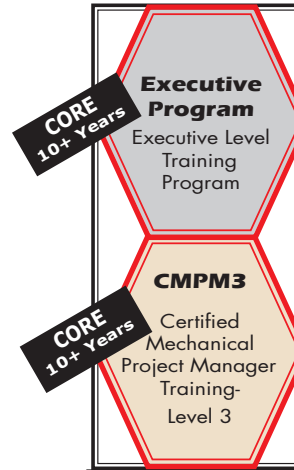 CORE
10+ Years
Executive
Program
Executive Level
Training
Program
CORE
10+ Years
CMPM3
Certified
Mechanical
Project Manager
Training-
Level 3